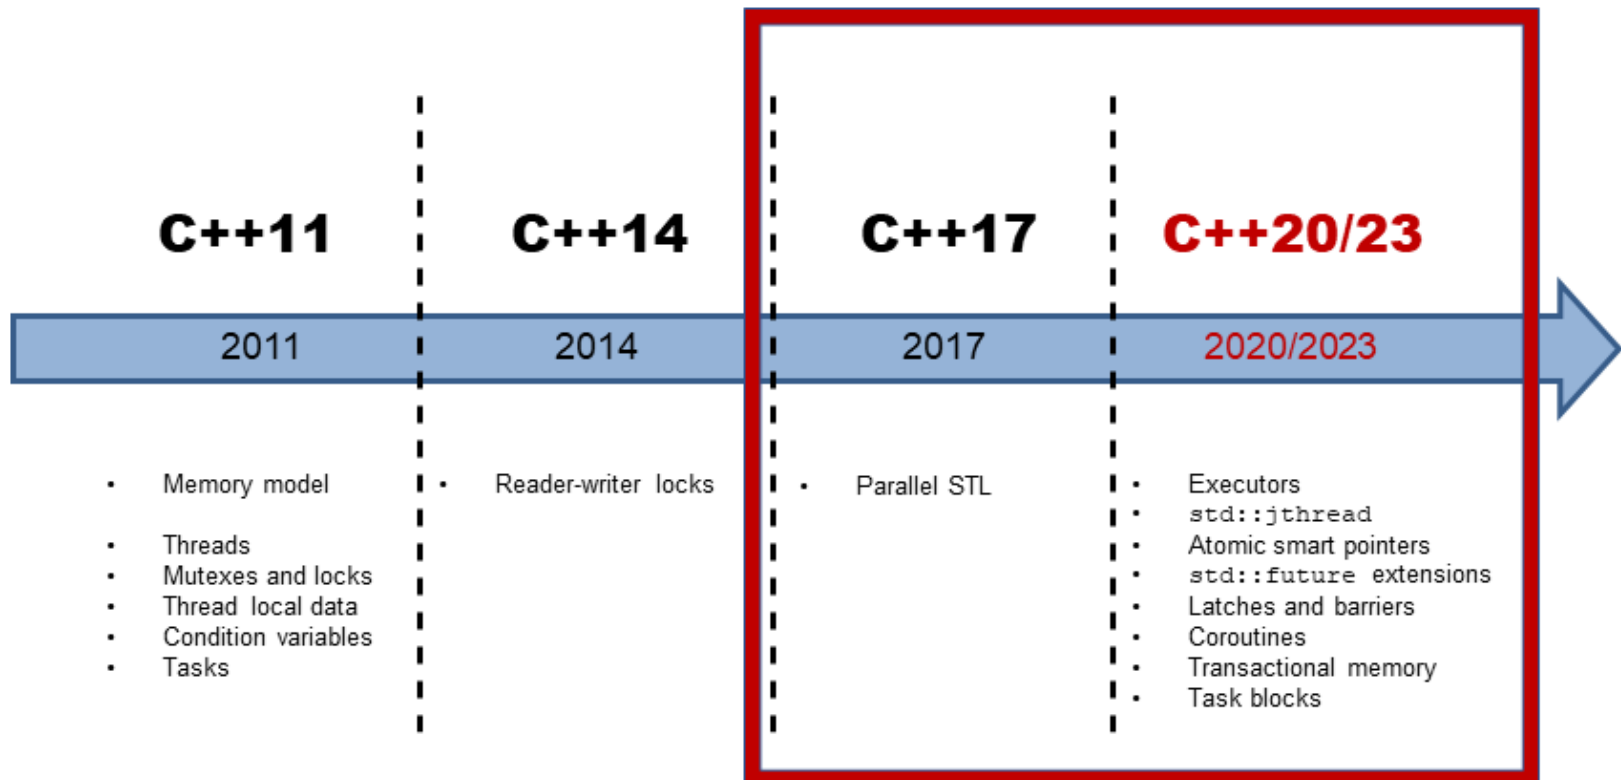 C++11
C++14
C++17
C++20/23
2011
2014
2017
2020/2023
• Memory model
• Threads
• Mutexes and locks
• Thread local data
• Condition variables
• Tasks
• Reader-writer locks
• Parallel STL
• Executors
• std::jthread
• Atomic smart pointers
• std::future extensions
• Latches and barriers
• Coroutines
• Transactional memory
• Task blocks